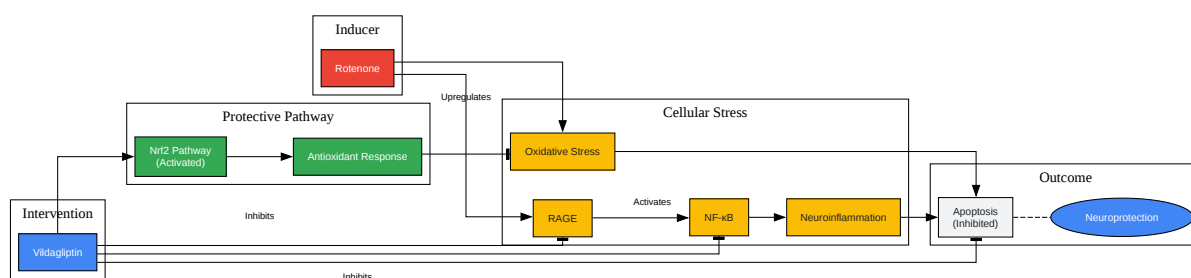 Inducer
Rotenone
Upregulates
Protective Pathway
Nrf2 Pathway
(Activated)
Antioxidant Response
Cellular Stress
Oxidative Stress
RAGE
Activates
NF-κB
Neuroinflammation
Outcome
Apoptosis
(Inhibited)
Neuroprotection
Intervention
Vildagliptin
Inhibits
Inhibits